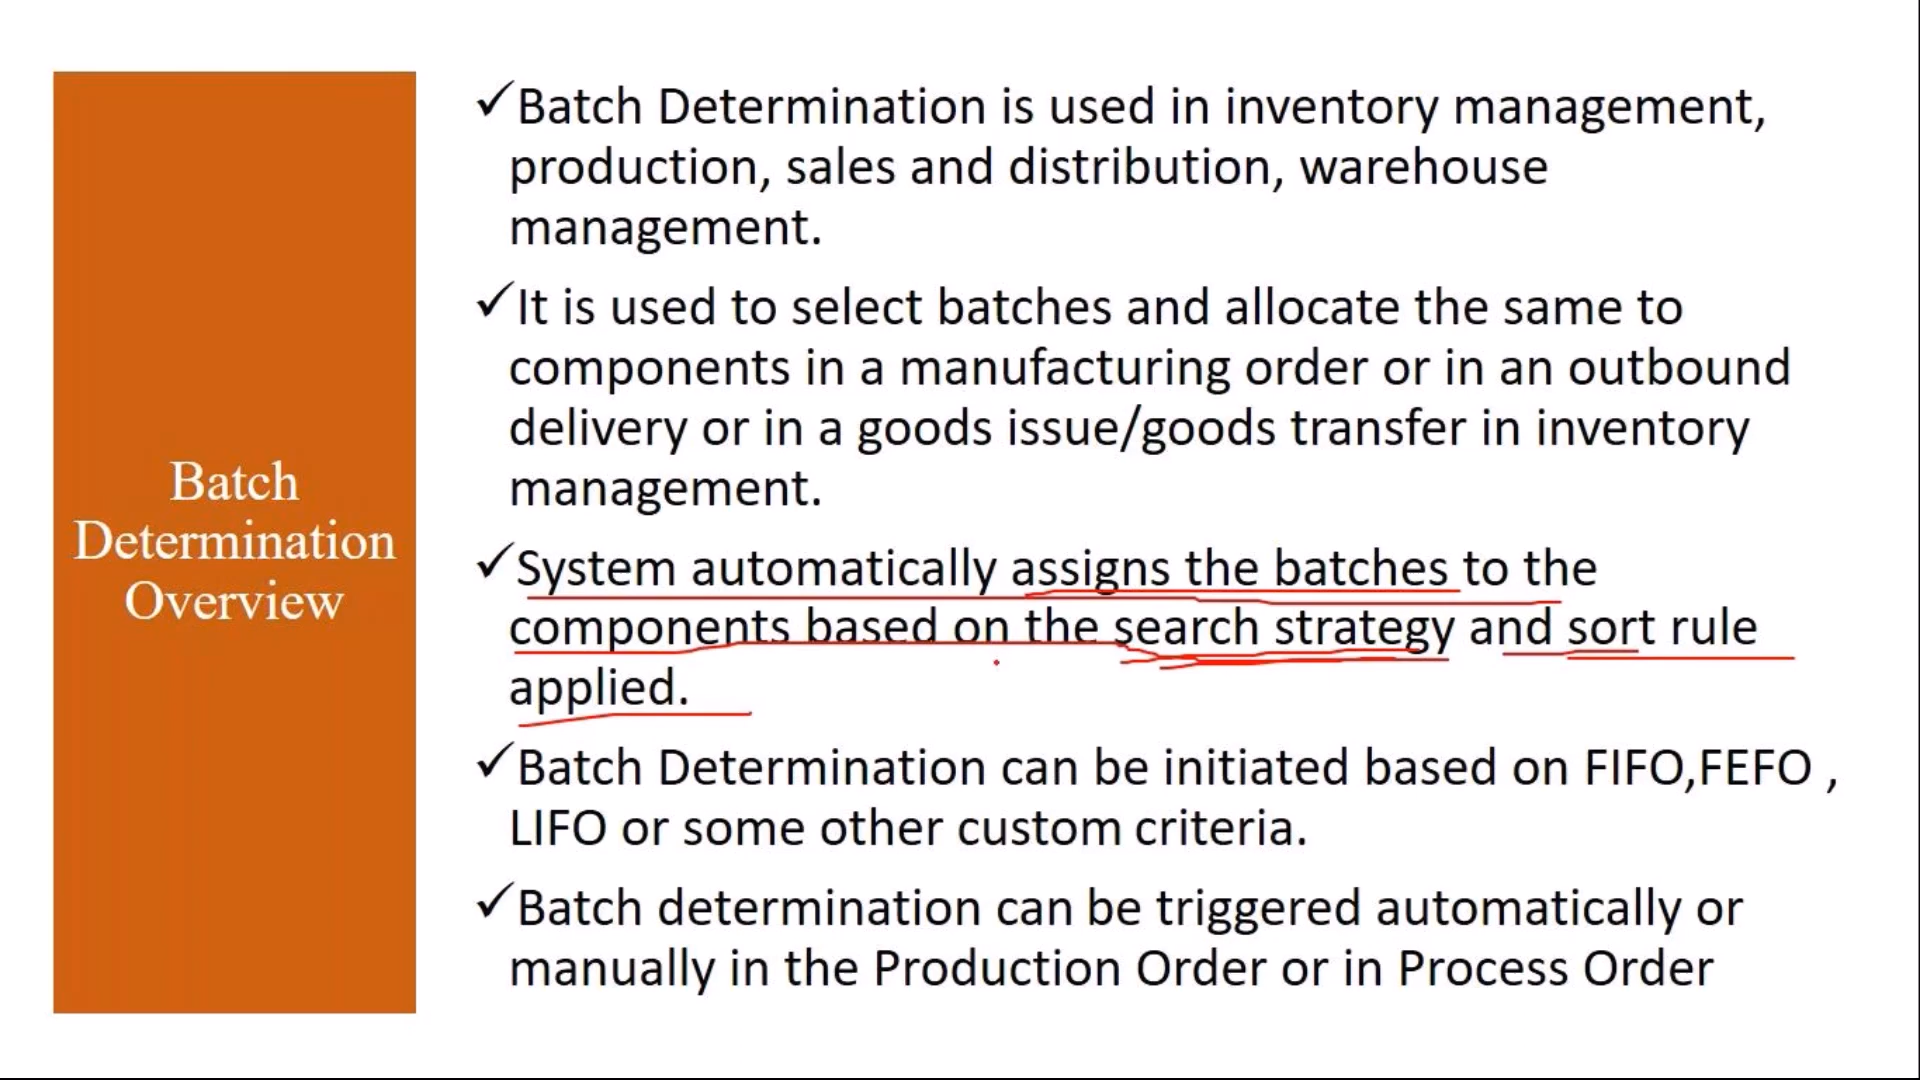 Batch
Determination
Overview
✓Batch Determination is used in inventory management,
production, sales and distribution, warehouse
management.
✓It is used to select batches and allocate the same to
components in a manufacturing order or in an outbound
delivery or in a goods issue/goods transfer in inventory
management.
✓System automatically assigns the batches to the
components based on the search strategy and sort rule
applied.
✓Batch Determination can be initiated based on FIFO,FEFO ,
LIFO or some other custom criteria.
✓Batch determination can be triggered automatically or
manually in the Production Order or in Process Order